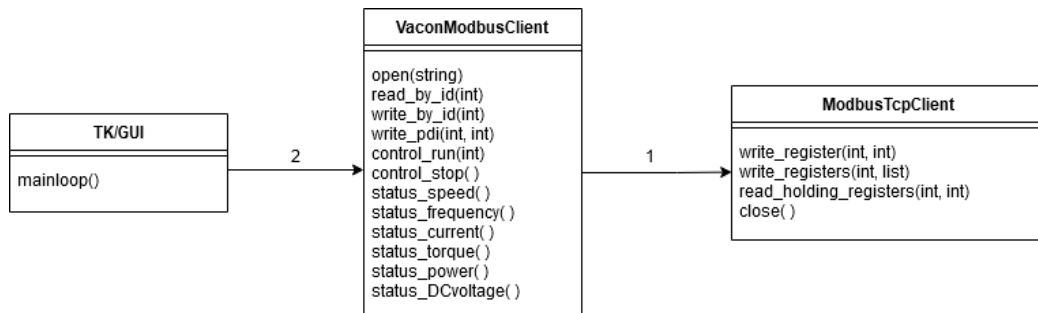 TK/GUI
mainloop()
2
VaconModbusClient
open(string)
read_by_id(int)
write_by_id(int)
write_pdi(int, int)
control_run(int)
control_stop( )
status_speed( )
status_frequency( )
status_current( )
status_torque( )
status_power( )
status_DCvoltage( )
1
ModbusTcpClient
write_register(int, int)
write_registers(int, list)
read_holding_registers(int, int)
close( )